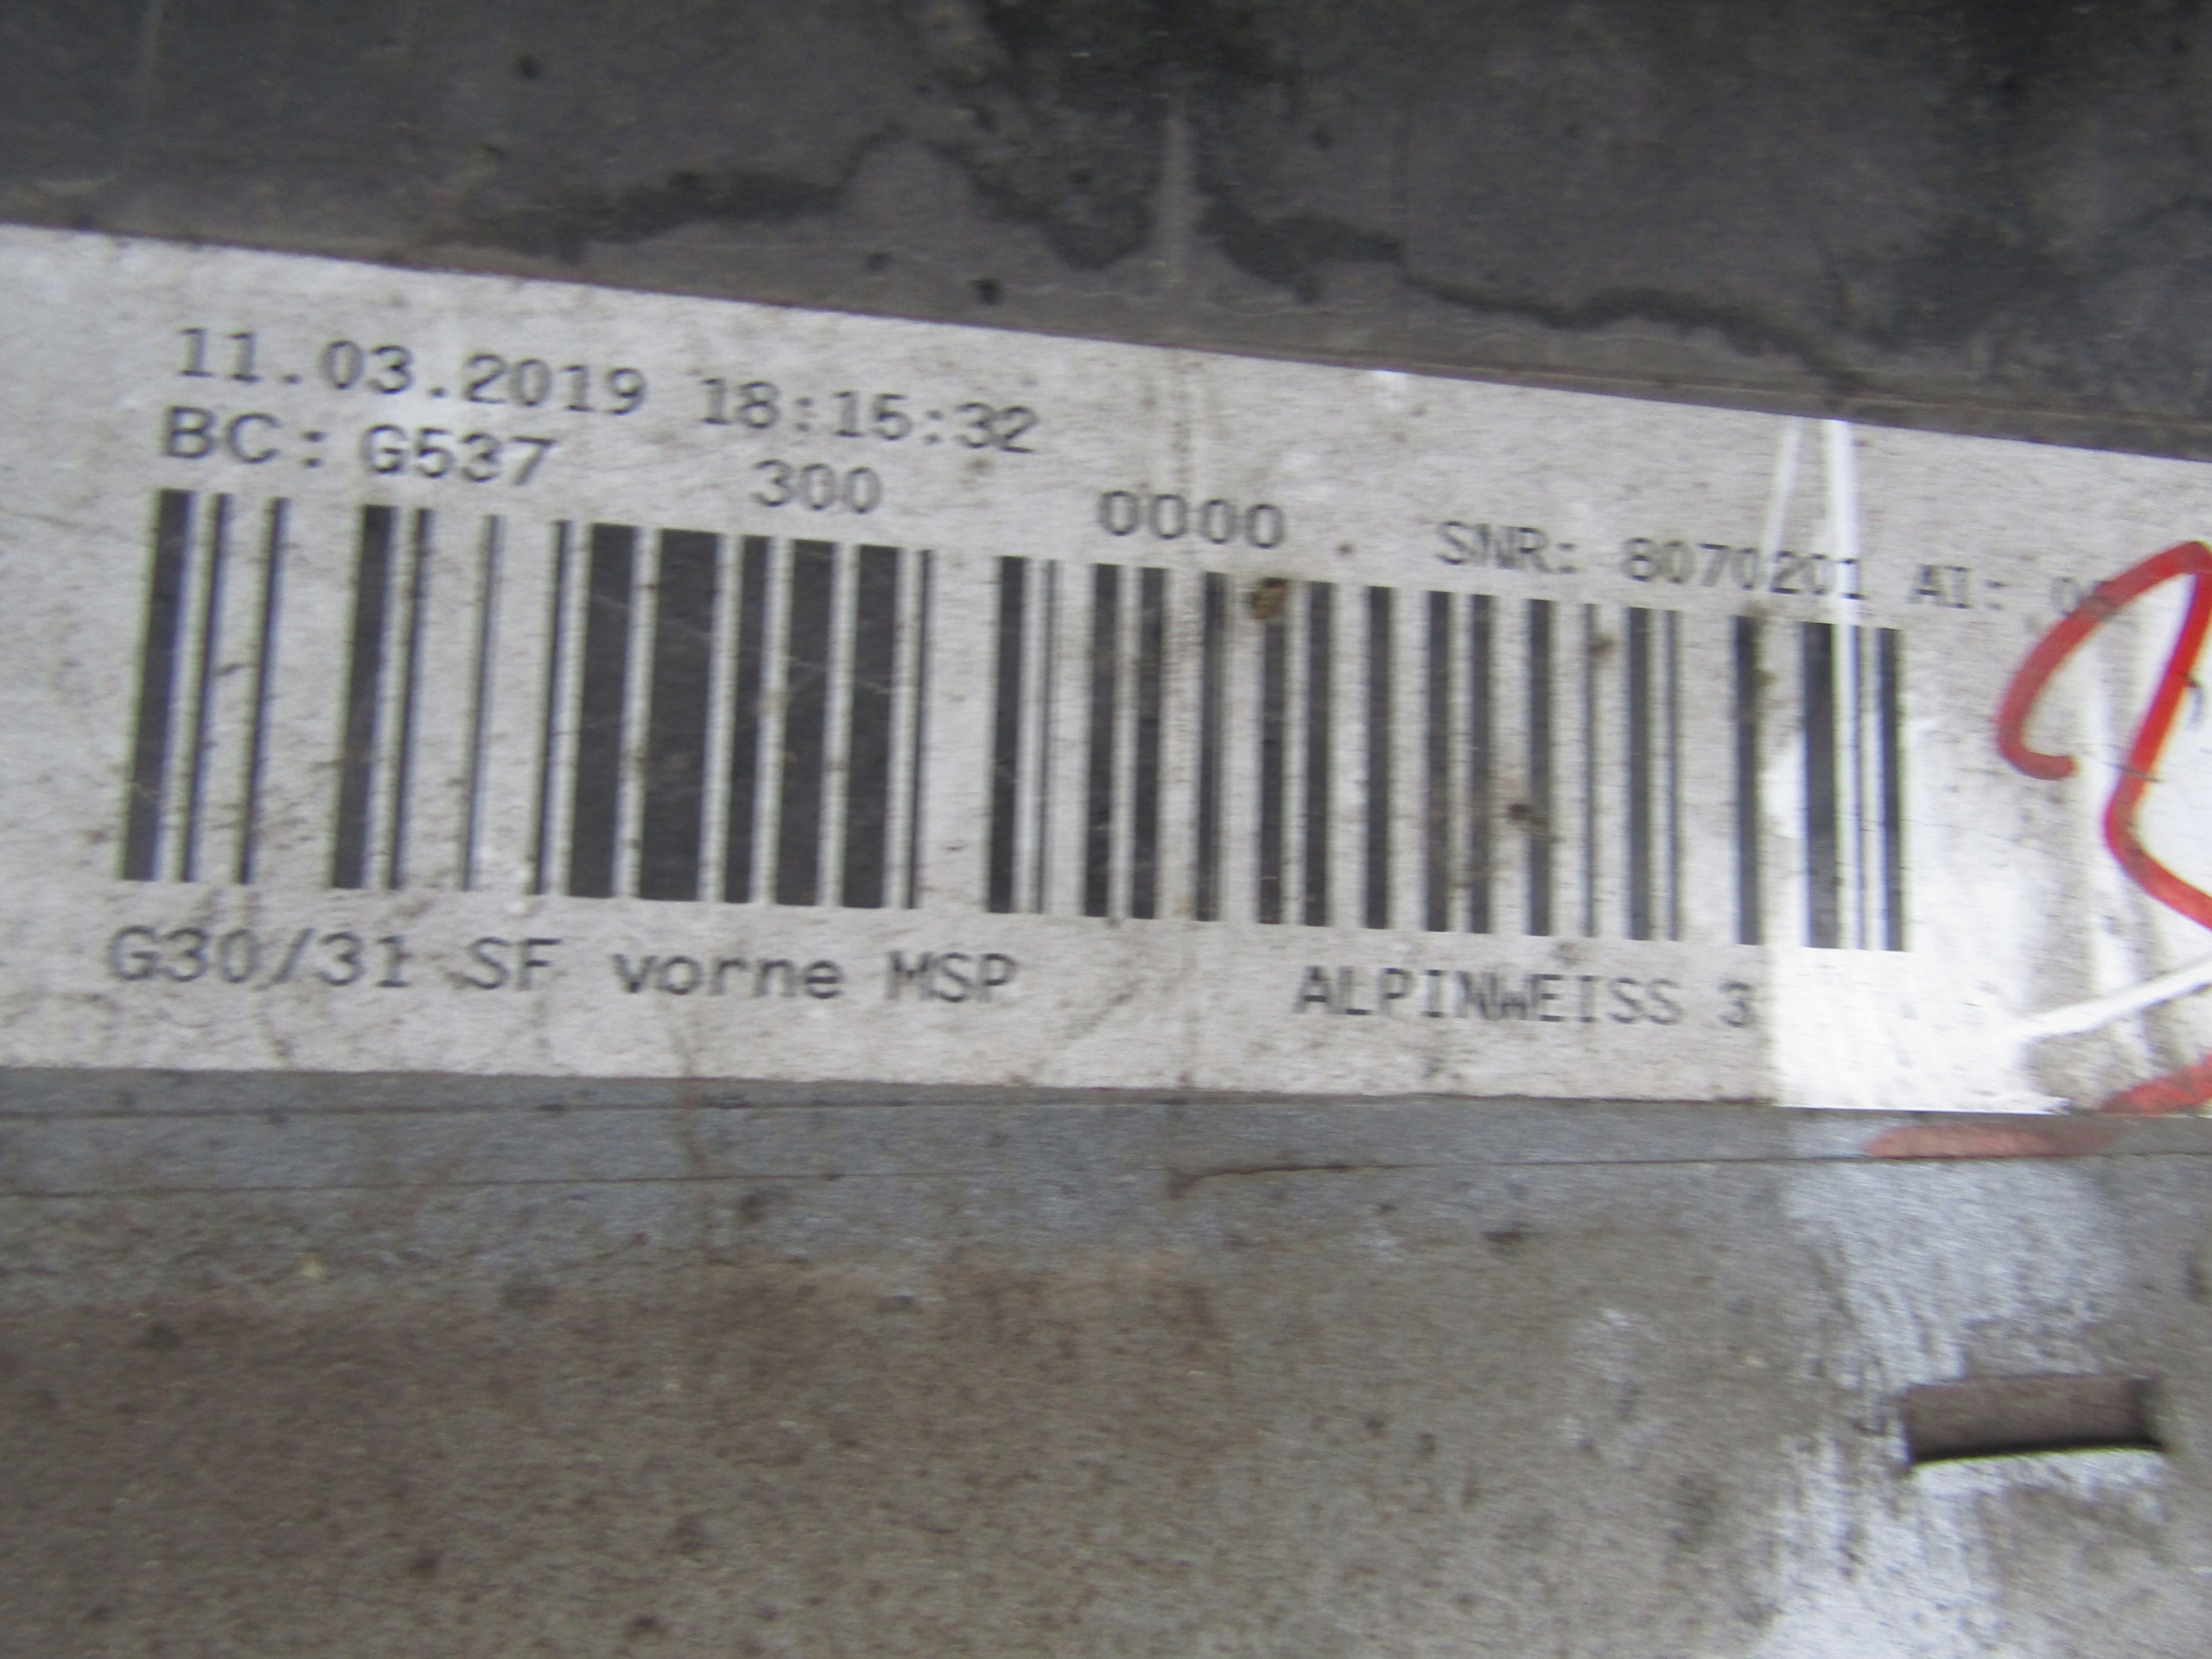 11.03.2019 18:15:32
BC: G537 300 0000 SNR: 8070201 AI:
G30/31 SF vorne MSP ALPINWEISS 3